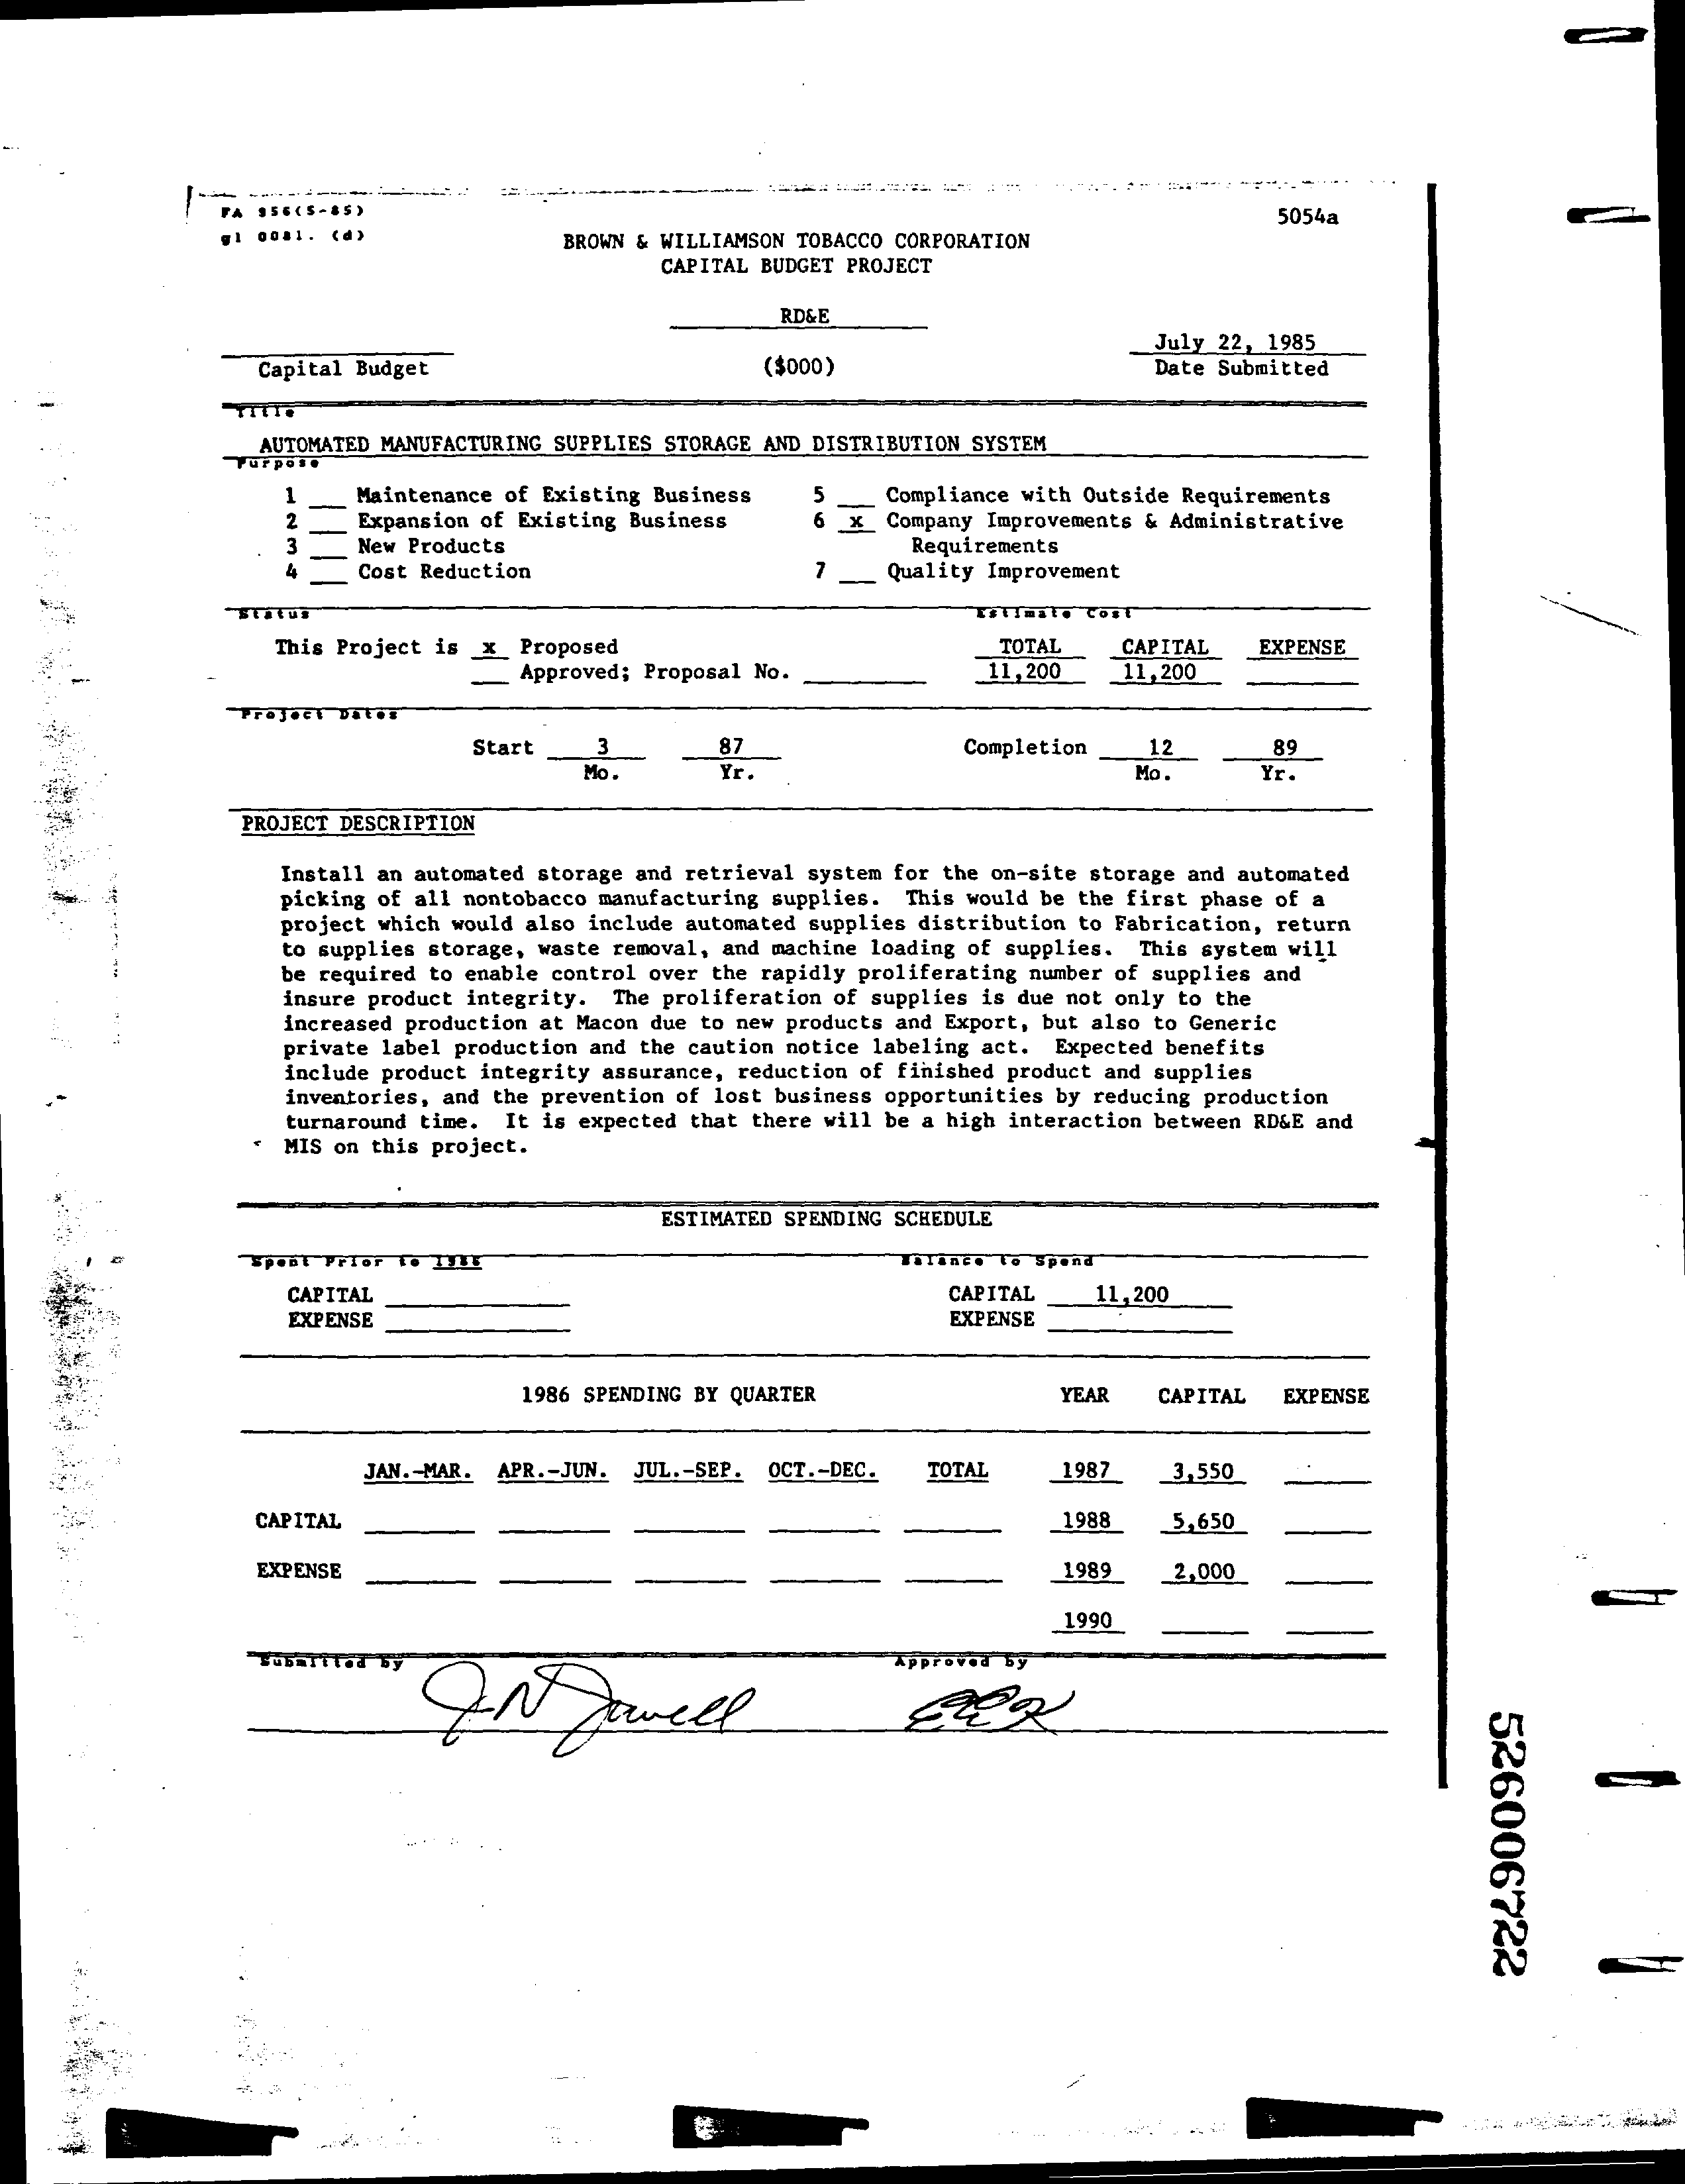 FA 956(5-85)
5054a
gl 0081. (d)
BROWN & WILLIAMSON TOBACCO CORPORATION
CAPITAL BUDGET PROJECT
RD&E
July 22, 1985
Capital Budget ($000) Date Submitted
Title
AUTOMATED MANUFACTURING SUPPLIES STORAGE AND DISTRIBUTION SYSTEM
Purpose
1 ___ Maintenance of Existing Business 5 ___ Compliance with Outside Requirements
2 ___ Expansion of Existing Business 6 _x_ Company Improvements & Administrative
3 ___ New Products Requirements
4 ___ Cost Reduction 7 ___ Quality Improvement
Status Estimate Cost
This Project is _x_ Proposed TOTAL CAPITAL EXPENSE
___ Approved; Proposal No. ______ 11,200 11,200 ______
Project Dates
Start 3 87 Completion 12 89
Mo. Yr. Mo. Yr.
PROJECT DESCRIPTION
Install an automated storage and retrieval system for the on-site storage and automated
picking of all nontobacco manufacturing supplies. This would be the first phase of a
project which would also include automated supplies distribution to Fabrication, return
to supplies storage, waste removal, and machine loading of supplies. This system will
be required to enable control over the rapidly proliferating number of supplies and
insure product integrity. The proliferation of supplies is due not only to the
increased production at Macon due to new products and Export, but also to Generic
private label production and the caution notice labeling act. Expected benefits
include product integrity assurance, reduction of finished product and supplies
inventories, and the prevention of lost business opportunities by reducing production
turnaround time. It is expected that there will be a high interaction between RD&E and
MIS on this project.
ESTIMATED SPENDING SCHEDULE
Spent Prior to 1986 Balance to Spend
CAPITAL ______ CAPITAL 11,200
EXPENSE ______ EXPENSE ______
1986 SPENDING BY QUARTER YEAR CAPITAL EXPENSE
JAN.-MAR. APR.-JUN. JUL.-SEP. OCT.-DEC. TOTAL 1987 3,550
CAPITAL 1988 5,650
EXPENSE 1989 2,000
1990
Submitted by Approved by
526006722